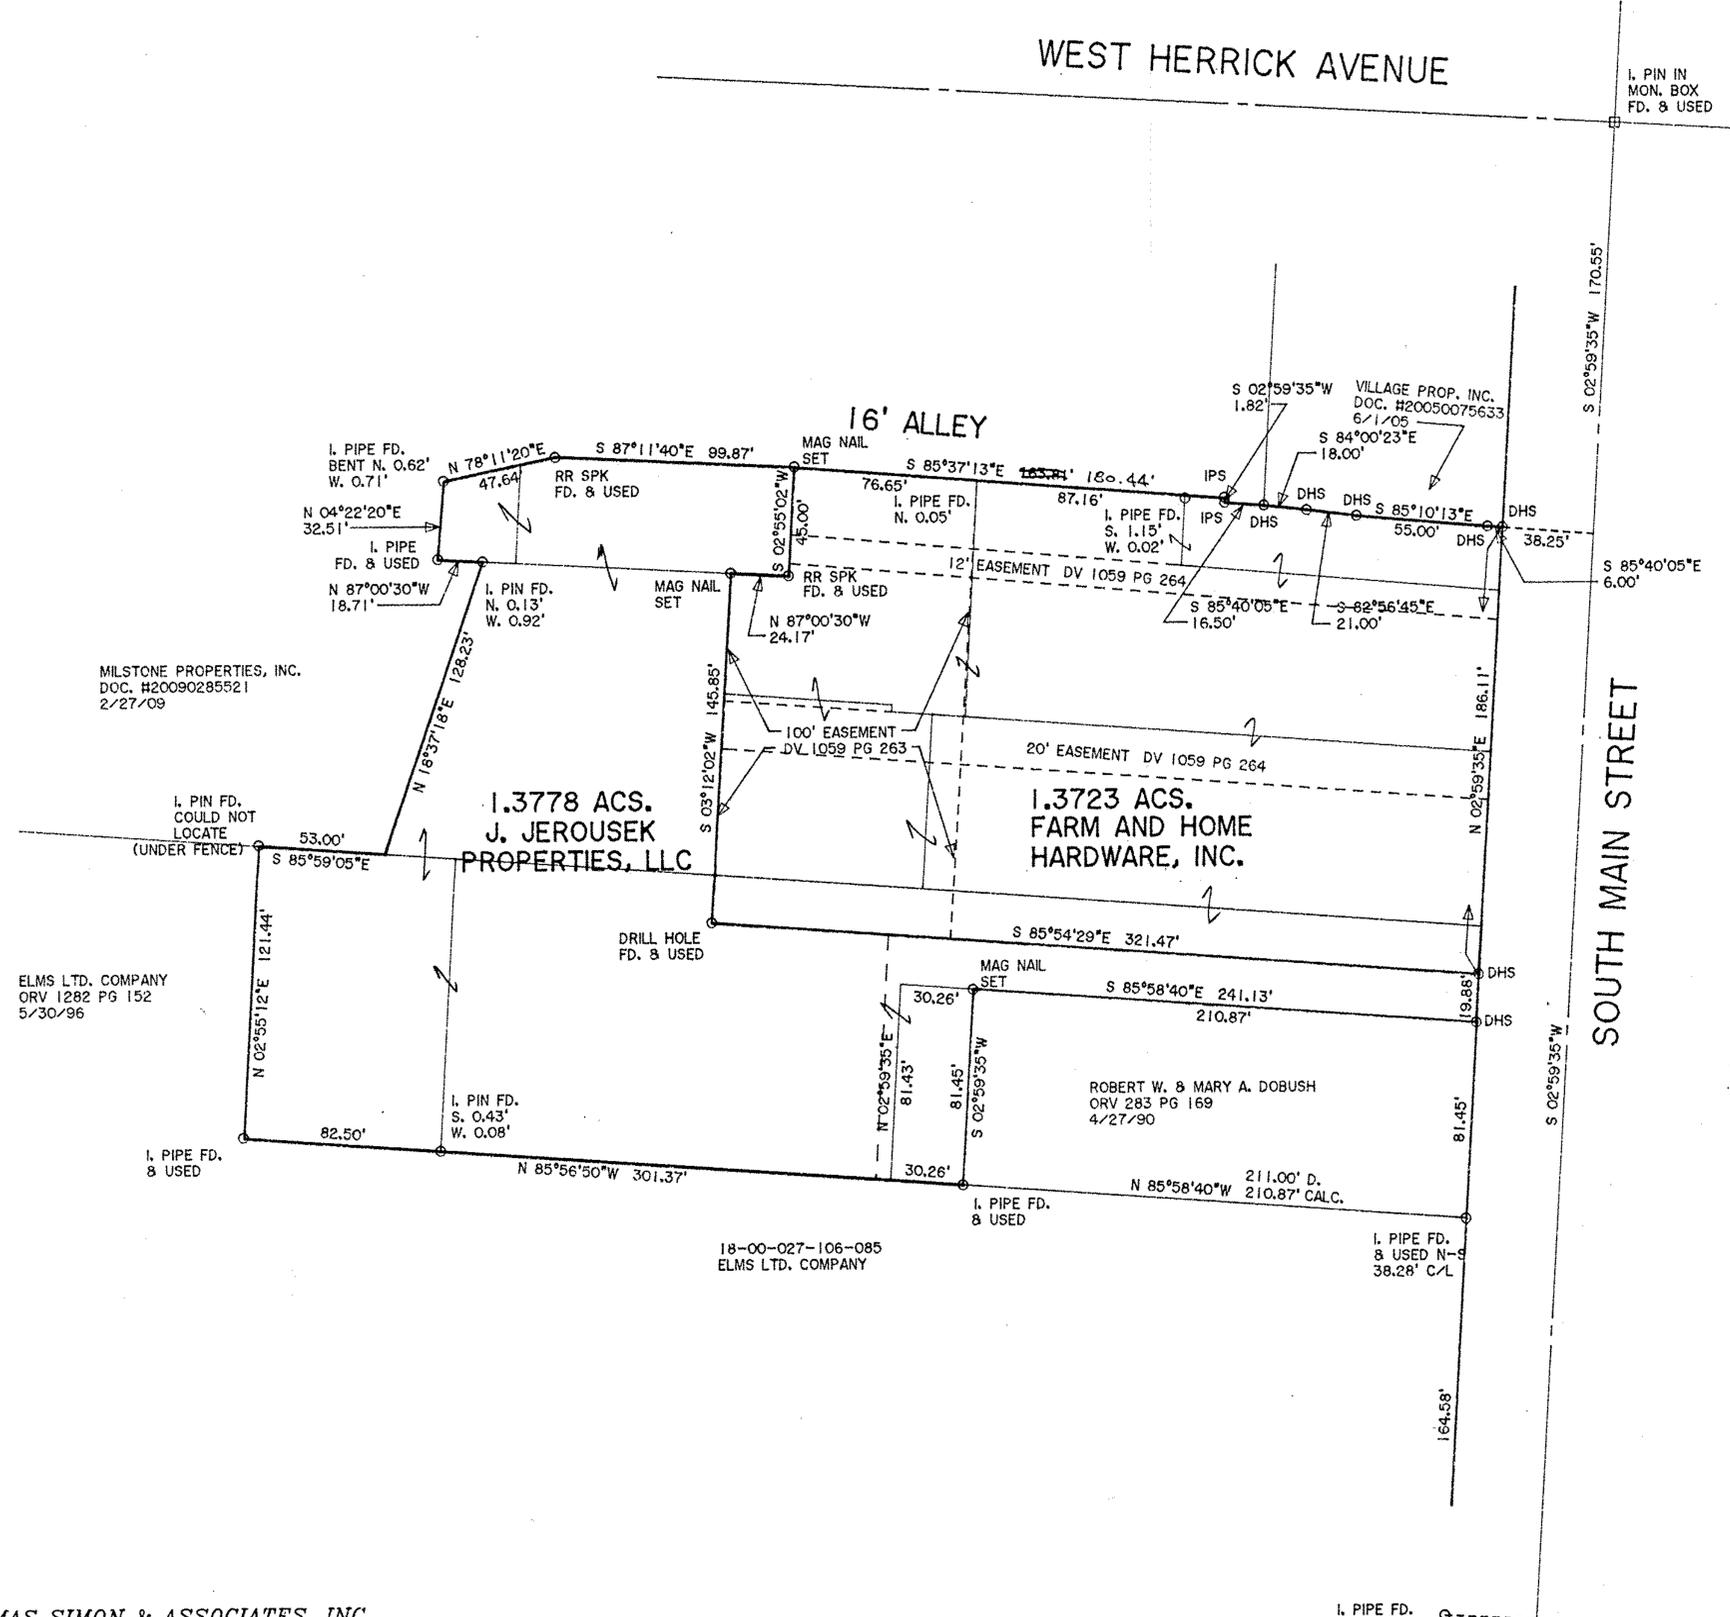 WEST HERRICK AVENUE
I. PIN IN
MON. BOX
FD. & USED
S 02°59'35"W 170.55'
S 02°59'35"W
1.82'
VILLAGE PROP. INC.
DOC. #20050075633
6/1/05
S 84°00'23"E
18.00'
16' ALLEY
I. PIPE FD.
BENT N. 0.62'
W. 0.71'
N 78°11'20"E
47.64'
S 87°11'40"E 99.87'
RR SPK
FD. & USED
MAG NAIL
SET
S 85°37'13"E 163.81' 180.44'
76.65'
87.16'
I. PIPE FD.
N. 0.05'
I. PIPE FD.
S. 1.15'
W. 0.02'
IPS
IPS
DHS
DHS
DHS
S 85°10'13"E
55.00'
DHS
DHS
38.25'
S 85°40'05"E
6.00'
N 04°22'20"E
32.51'
S 02°55'02"W
45.00'
I. PIPE
FD. & USED
N 87°00'30"W
18.71'
I. PIN FD.
N. 0.13'
W. 0.92'
MAG NAIL
SET
RR SPK
FD. & USED
12' EASEMENT DV 1059 PG 264
N 87°00'30"W
24.17'
S 85°40'05"E
16.50'
S 82°56'45"E
21.00'
MILSTONE PROPERTIES, INC.
DOC. #20090285521
2/27/09
N 18°37'18"E 128.23'
S 03°12'02"W 145.85'
100' EASEMENT
DV 1059 PG 263
20' EASEMENT DV 1059 PG 264
N 02°59'35"E 186.11'
SOUTH MAIN STREET
I. PIN FD.
COULD NOT
LOCATE
(UNDER FENCE)
53.00'
S 85°59'05"E
1.3778 ACS.
J. JEROUSEK
PROPERTIES, LLC
1.3723 ACS.
FARM AND HOME
HARDWARE, INC.
DRILL HOLE
FD. & USED
S 85°54'29"E 321.47'
DHS
19.88'
DHS
MAG NAIL
SET
30.26'
S 85°58'40"E 241.13'
210.87'
N 02°55'12"E 121.44'
ELMS LTD. COMPANY
ORV 1282 PG 152
5/30/96
N 02°59'35"E
81.43'
81.45'
S 02°59'35"W
ROBERT W. & MARY A. DOBUSH
ORV 283 PG 169
4/27/90
81.45'
S 02°59'35"W
I. PIN FD.
S. 0.43'
W. 0.08'
82.50'
I. PIPE FD.
& USED
N 85°56'50"W 301.37'
30.26'
I. PIPE FD.
& USED
211.00' D.
N 85°58'40"W 210.87' CALC.
I. PIPE FD.
& USED N-S
38.28' C/L
18-00-027-106-085
ELMS LTD. COMPANY
164.58'
MAS SIMON & ASSOCIATES, INC
I. PIPE FD.